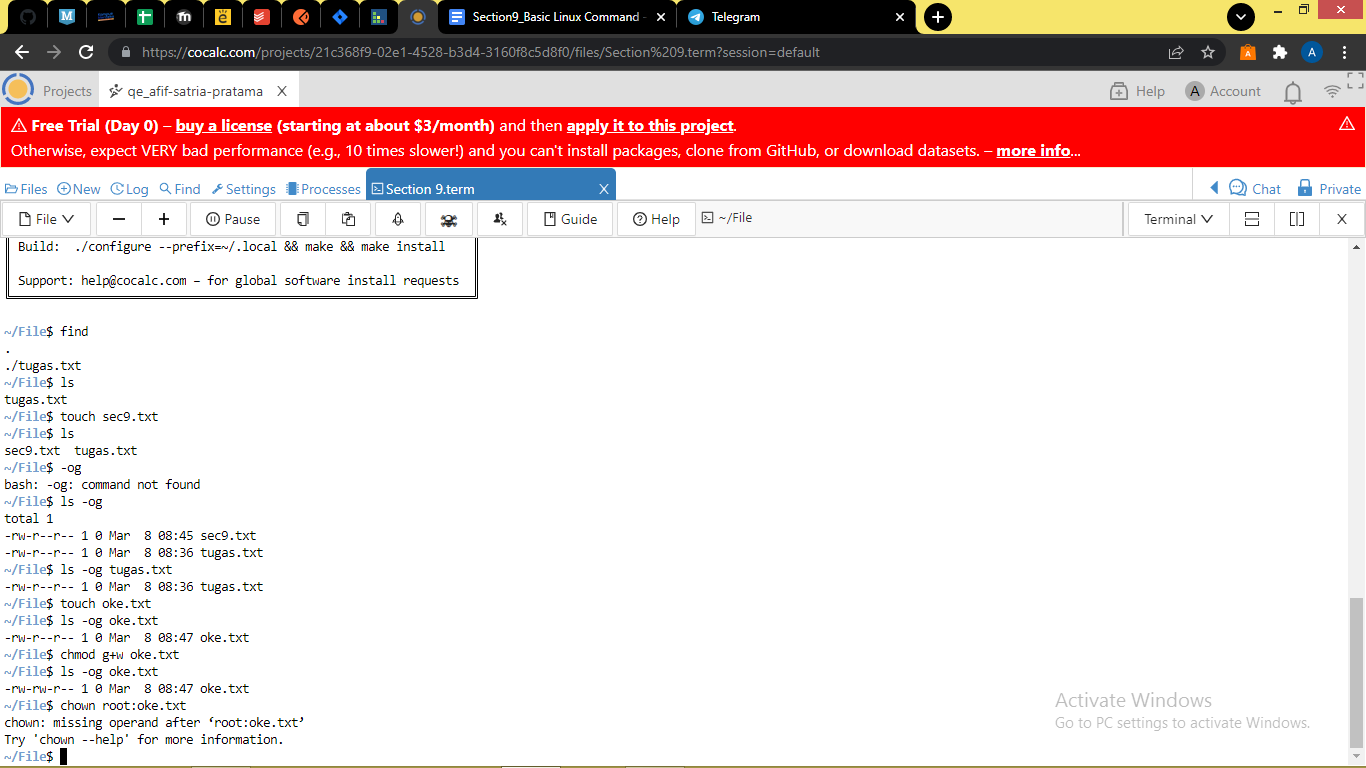 Section9_Basic Linux Command -
Telegram
https://cocalc.com/projects/21c368f9-02e1-4528-b3d4-3160f8c5d8f0/files/Section%209.term?session=default
A
Projects
qe_afif-satria-pratama
Help
A Account
Free Trial (Day 0) – buy a license (starting at about $3/month) and then apply it to this project.
Otherwise, expect VERY bad performance (e.g., 10 times slower!) and you can't install packages, clone from GitHub, or download datasets. – more info...
Files New Log Find Settings Processes Section 9.term Chat Private
File Pause Guide Help ~/File Terminal
Build:  ./configure --prefix=~/.local && make && make install
Support: help@cocalc.com – for global software install requests
~/File$ find
.
./tugas.txt
~/File$ ls
tugas.txt
~/File$ touch sec9.txt
~/File$ ls
sec9.txt  tugas.txt
~/File$ -og
bash: -og: command not found
~/File$ ls -og
total 1
-rw-r--r-- 1 0 Mar  8 08:45 sec9.txt
-rw-r--r-- 1 0 Mar  8 08:36 tugas.txt
~/File$ ls -og tugas.txt
-rw-r--r-- 1 0 Mar  8 08:36 tugas.txt
~/File$ touch oke.txt
~/File$ ls -og oke.txt
-rw-r--r-- 1 0 Mar  8 08:47 oke.txt
~/File$ chmod g+w oke.txt
~/File$ ls -og oke.txt
-rw-rw-r-- 1 0 Mar  8 08:47 oke.txt
~/File$ chown root:oke.txt
chown: missing operand after ‘root:oke.txt’
Try 'chown --help' for more information.
~/File$
Activate Windows
Go to PC settings to activate Windows.